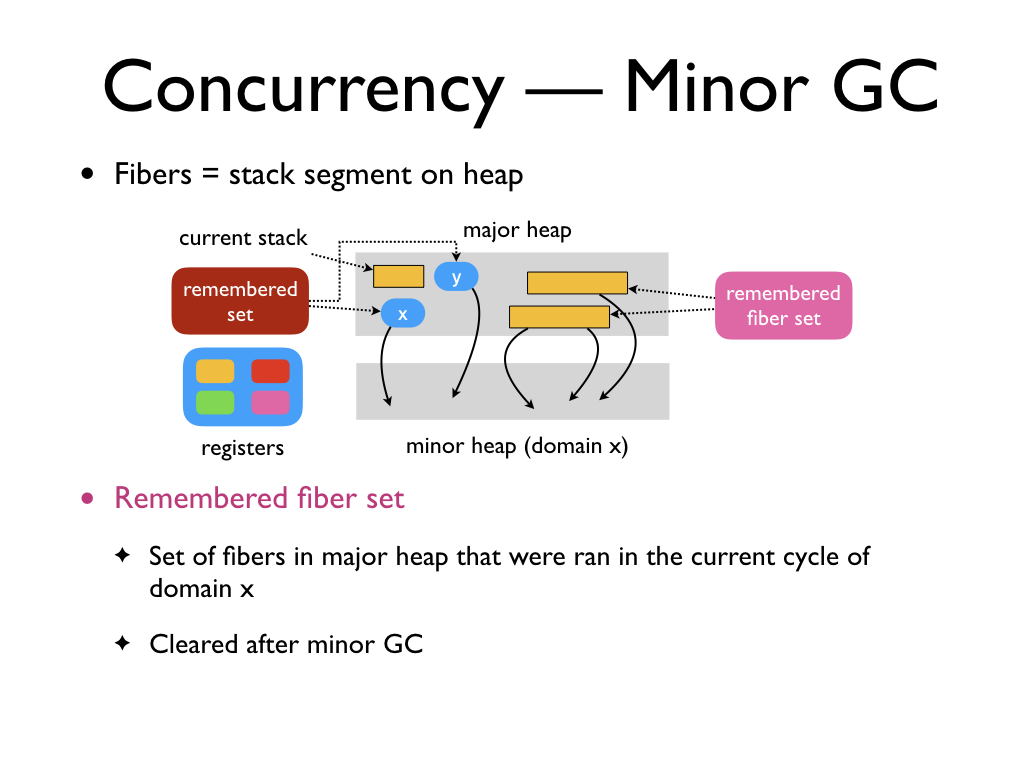 Concurrency — Minor GC
• Fibers = stack segment on heap
current stack
major heap
remembered
set
y
x
remembered
fiber set
registers
minor heap (domain x)
• Remembered fiber set
✦ Set of fibers in major heap that were ran in the current cycle of
domain x
✦ Cleared after minor GC